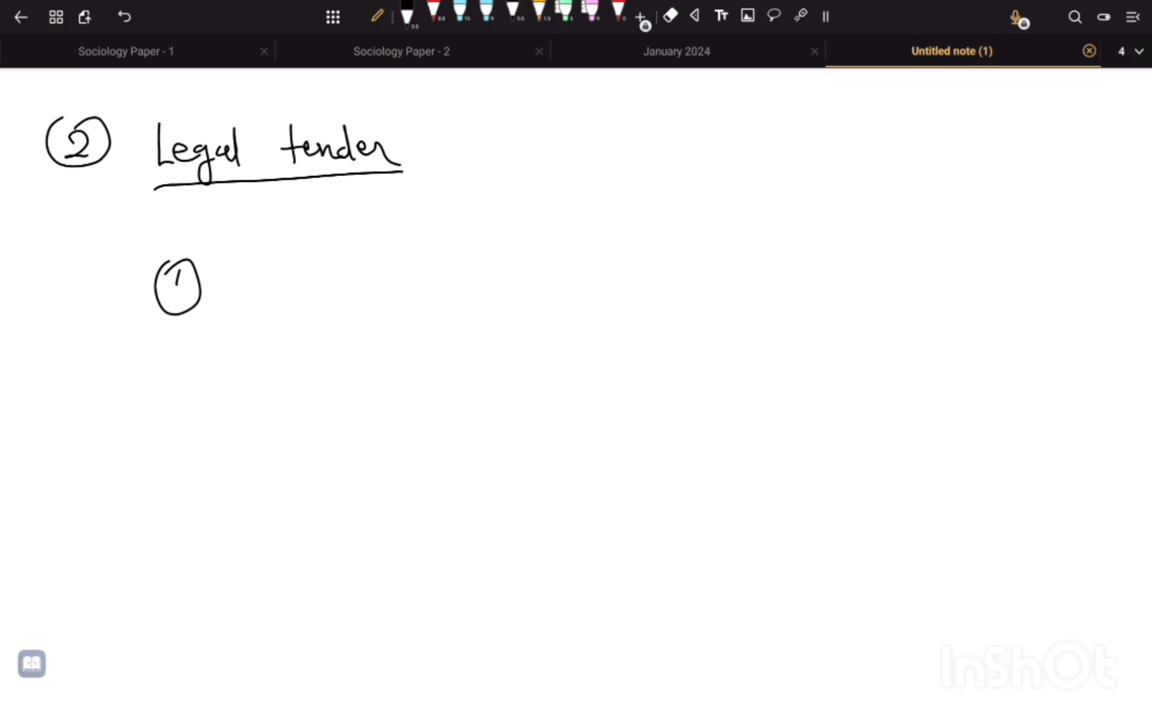 Sociology Paper - 1 Sociology Paper - 2 January 2024 Untitled note (1) 4
② Legal tender
①
InShOt